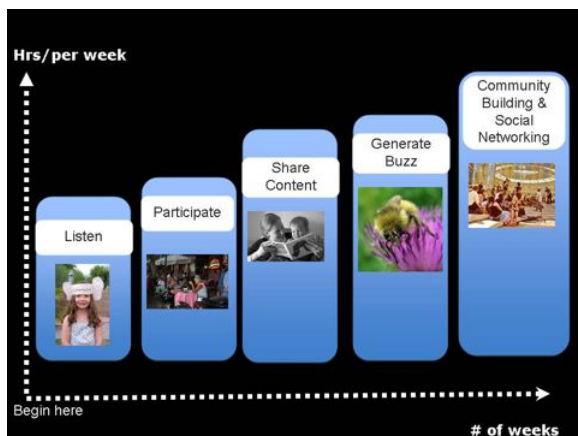 Hrs/per week
Listen
Participate
Share
Content
Generate
Buzz
Community
Building &
Social
Networking
Begin here
# of weeks